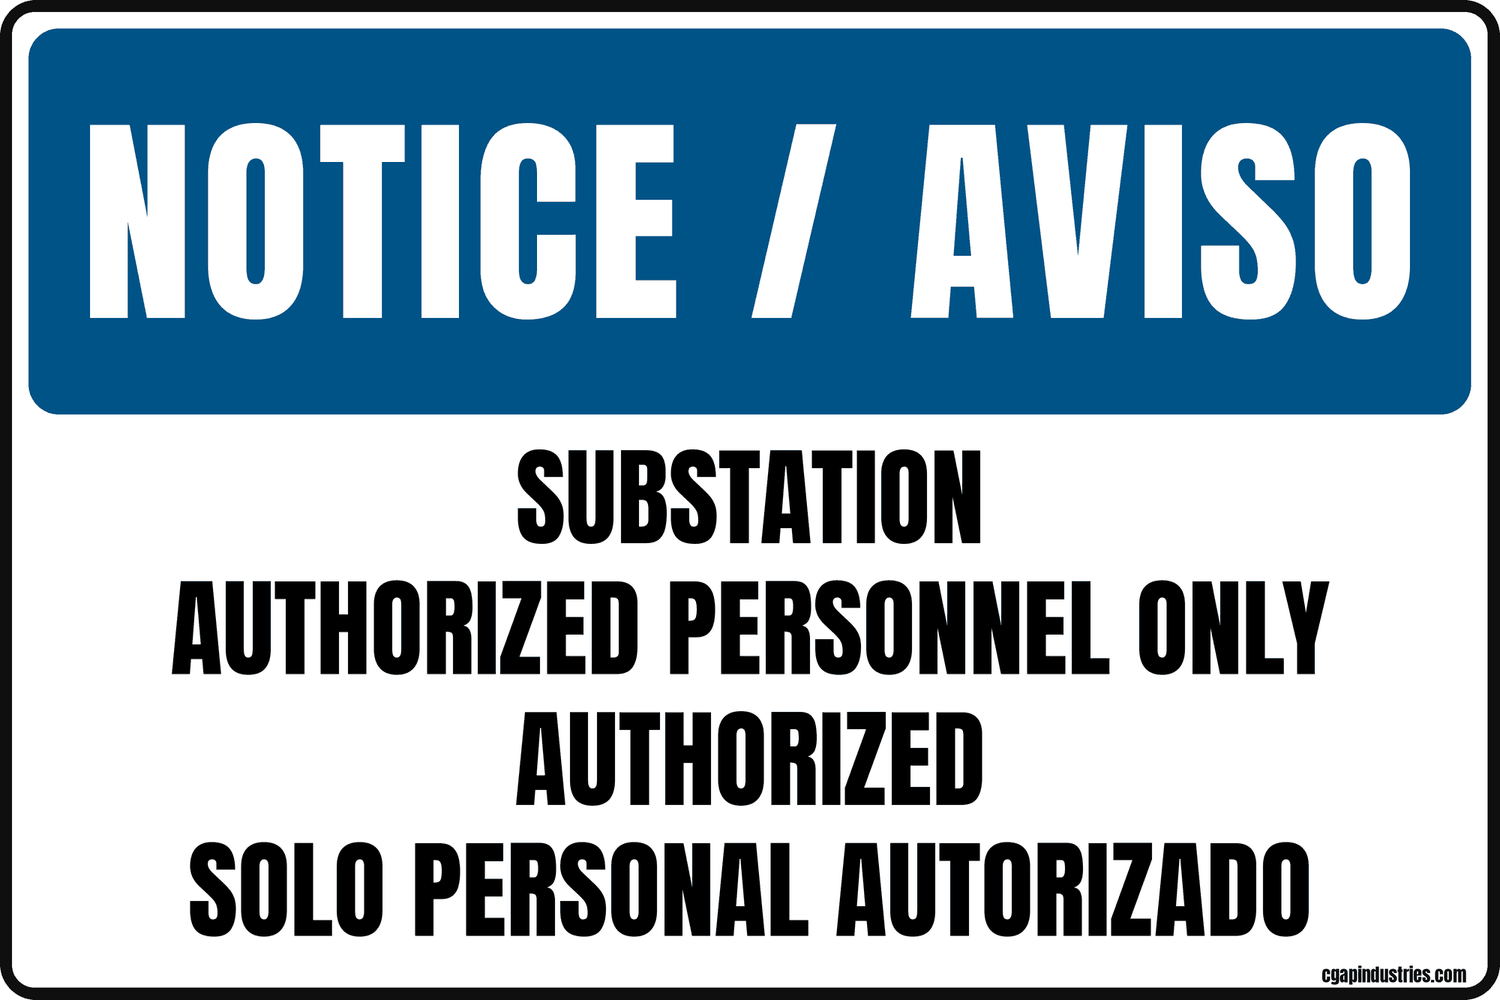 NOTICE / AVISO
SUBSTATION
AUTHORIZED PERSONNEL ONLY
AUTHORIZED
SOLO PERSONAL AUTORIZADO
cgapindustries.com